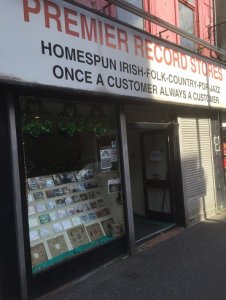 PREMIER RECORD STORES
HOMESPUN IRISH-FOLK-COUNTRY-POP-JAZZ
ONCE A CUSTOMER ALWAYS A CUSTOMER